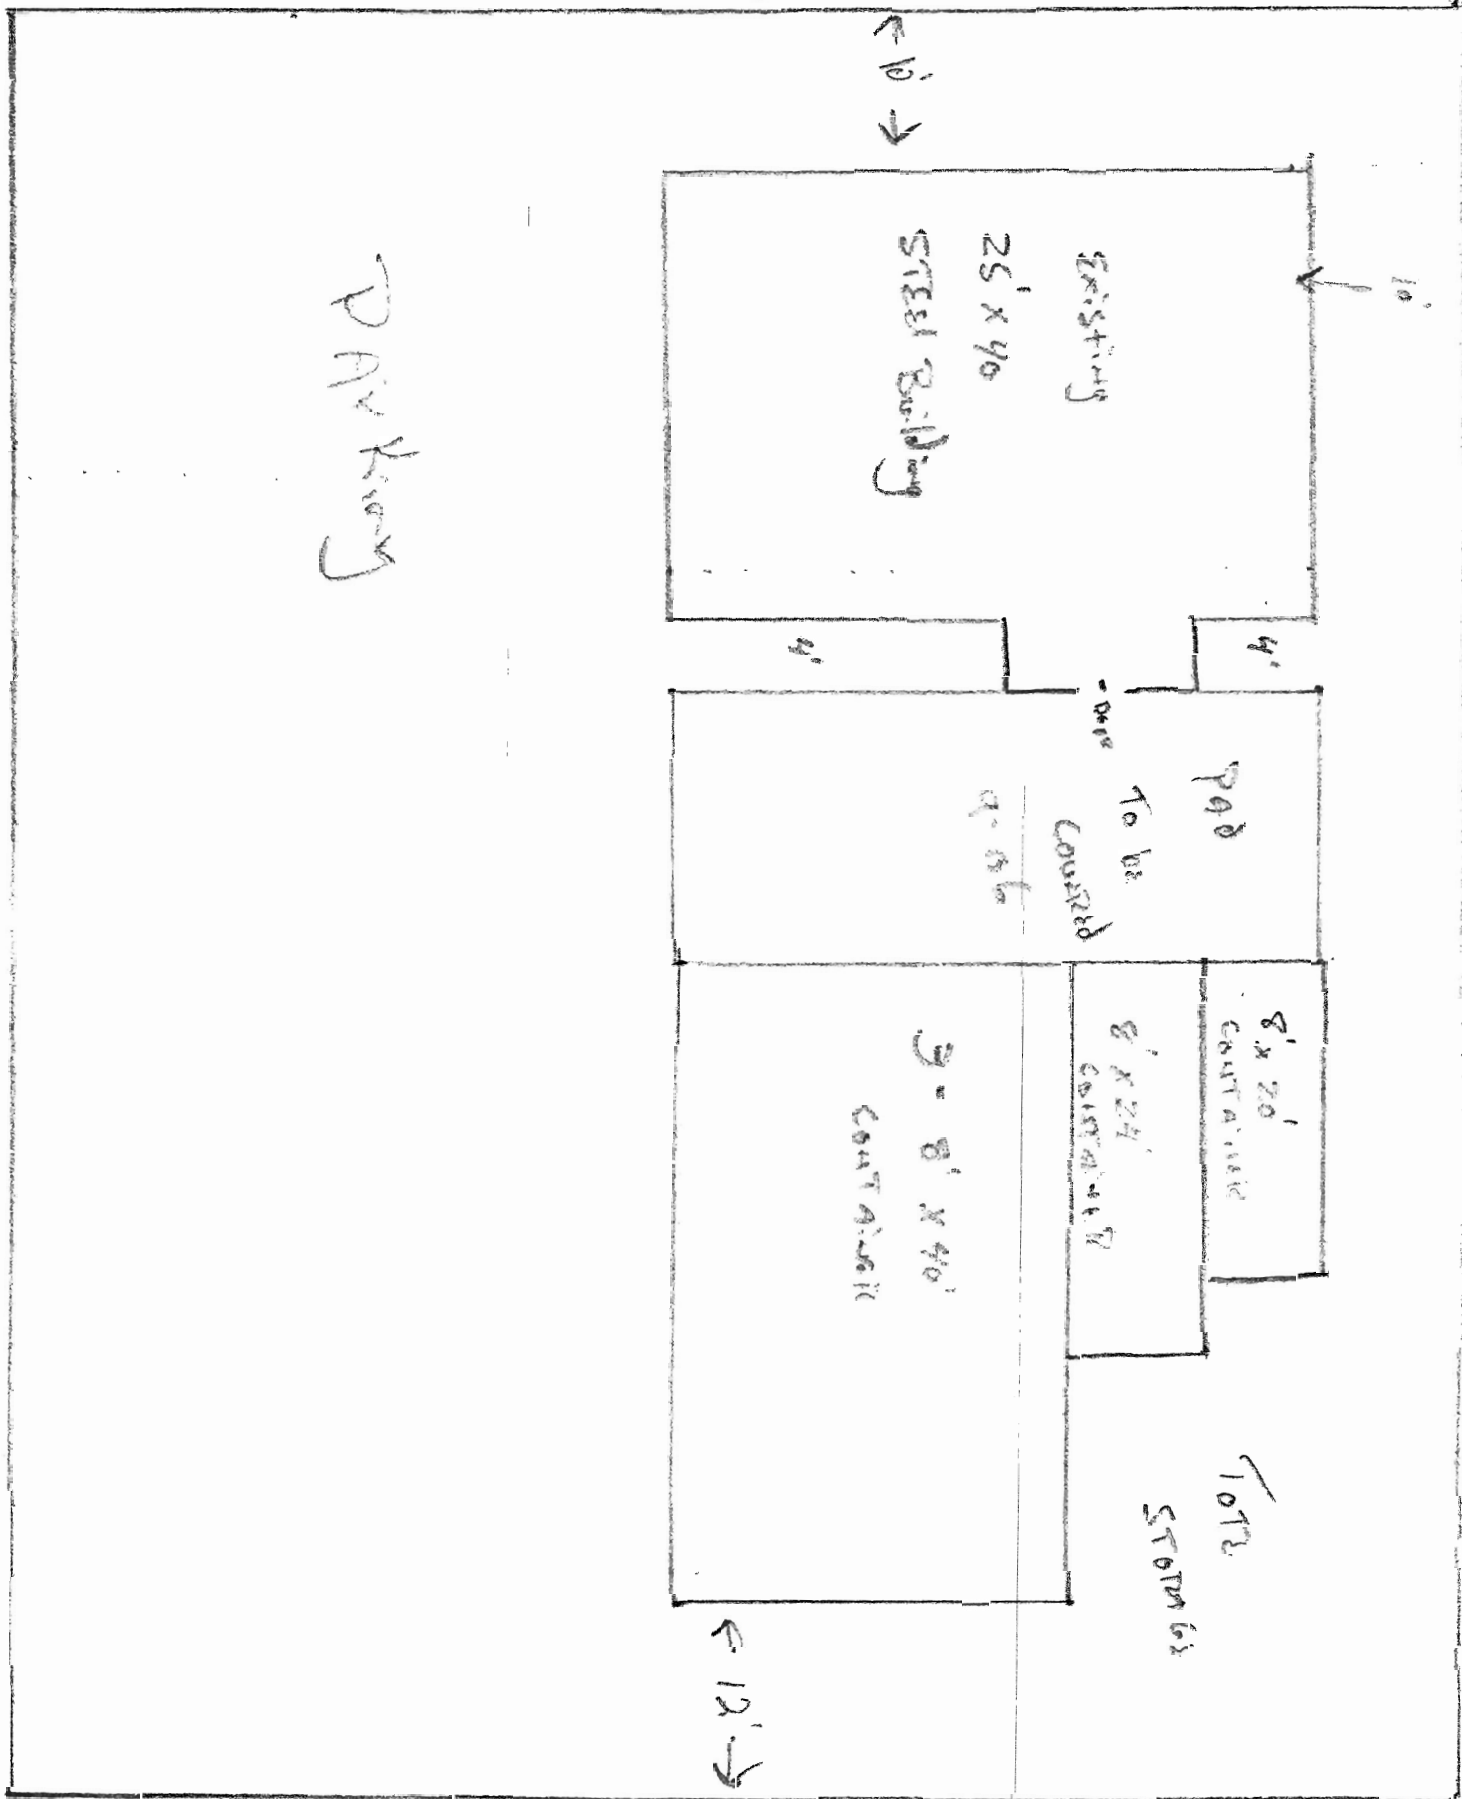 10'
← 10' →
Existing
25' x 40
STEEl Building
4'
4'
Door
PAD
To be
Parking
8' x 20'
CONTAiNeR
8' x 24'
CONTAiNeR
3 - 8' x 40'
CONTAiNeR
ToTe
STORAGe
← 12' →